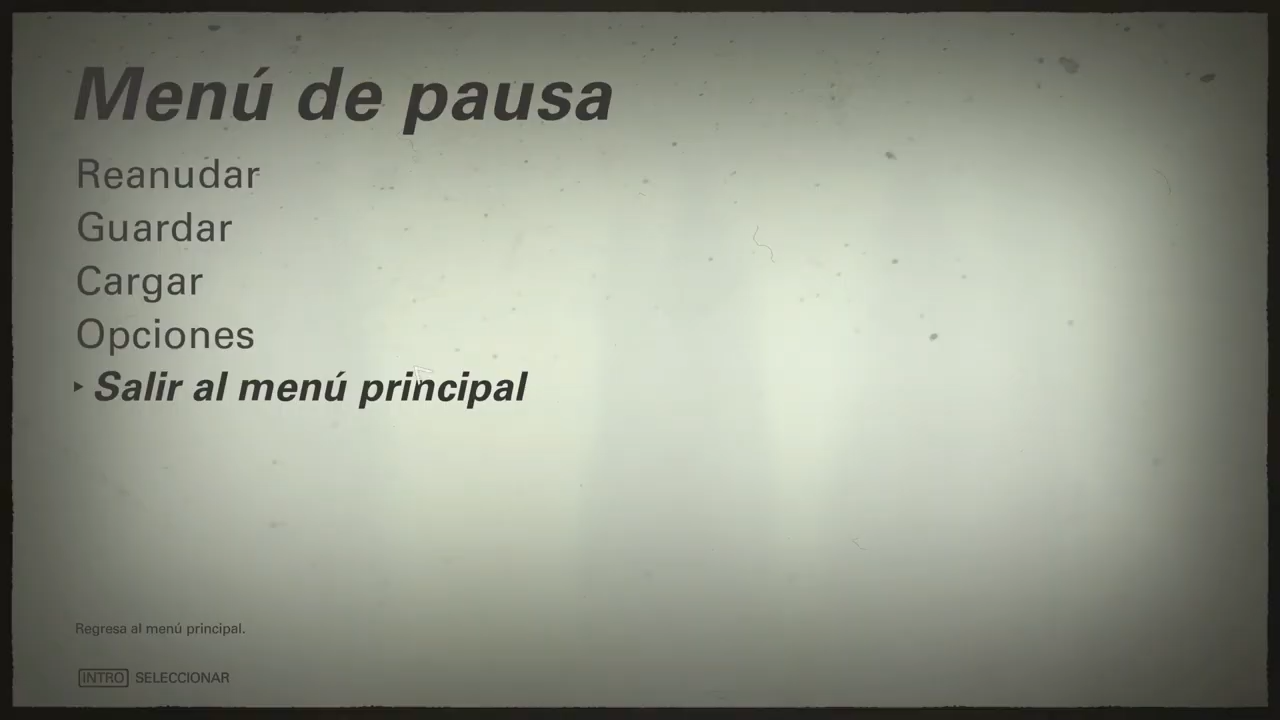 Menú de pausa
Reanudar
Guardar
Cargar
Opciones
Salir al menú principal
Regresa al menú principal.
INTRO SELECCIONAR